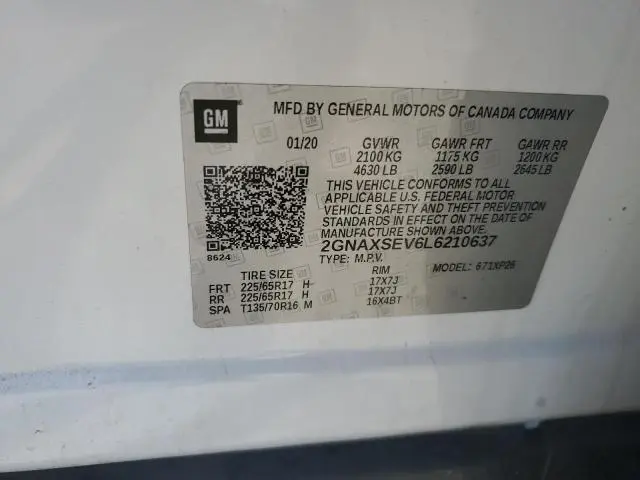 GM
MFD BY GENERAL MOTORS OF CANADA COMPANY
01/20 GVWR GAWR FRT GAWR RR
2100 KG 1175 KG 1200 KG
4630 LB 2590 LB 2645 LB
THIS VEHICLE CONFORMS TO ALL
APPLICABLE U.S. FEDERAL MOTOR
VEHICLE SAFETY AND THEFT PREVENTION
STANDARDS IN EFFECT ON THE DATE OF
MANUFACTURE SHOWN ABOVE.
8624 2GNAXSEV6L6210637
TYPE: M.P.V. MODEL: 671XP26
TIRE SIZE RIM
FRT 225/65R17 H 17X7J
RR 225/65R17 H 17X7J
SPA T135/70R16 M 16X4BT